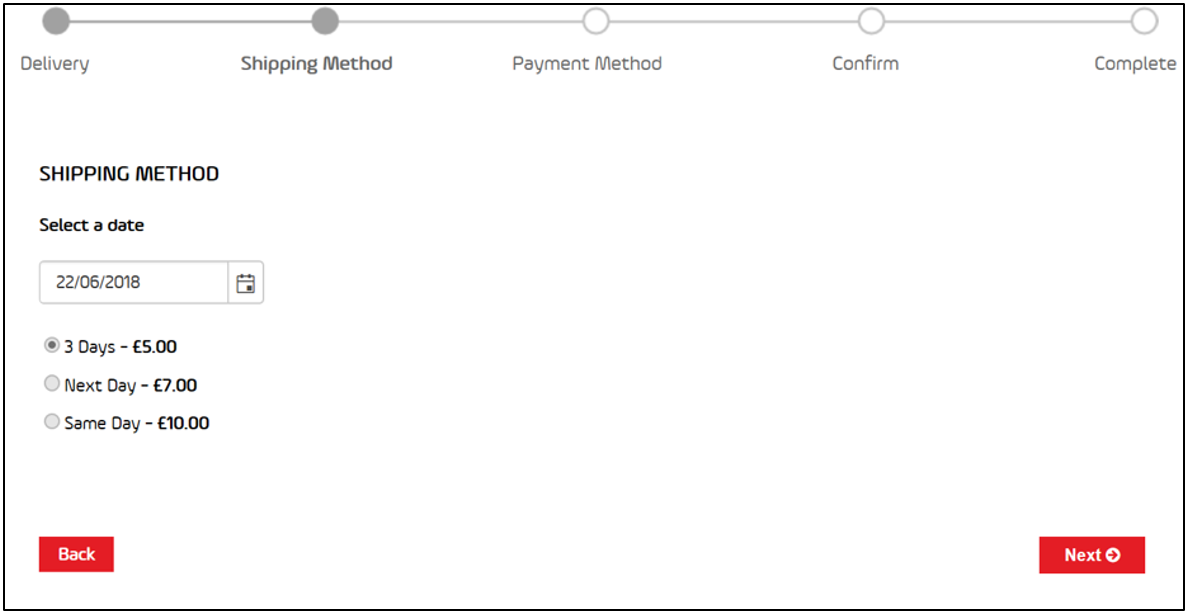 Delivery Shipping Method Payment Method Confirm Complete
SHIPPING METHOD
Select a date
22/06/2018
3 Days - £5.00
Next Day - £7.00
Same Day - £10.00
Back Next